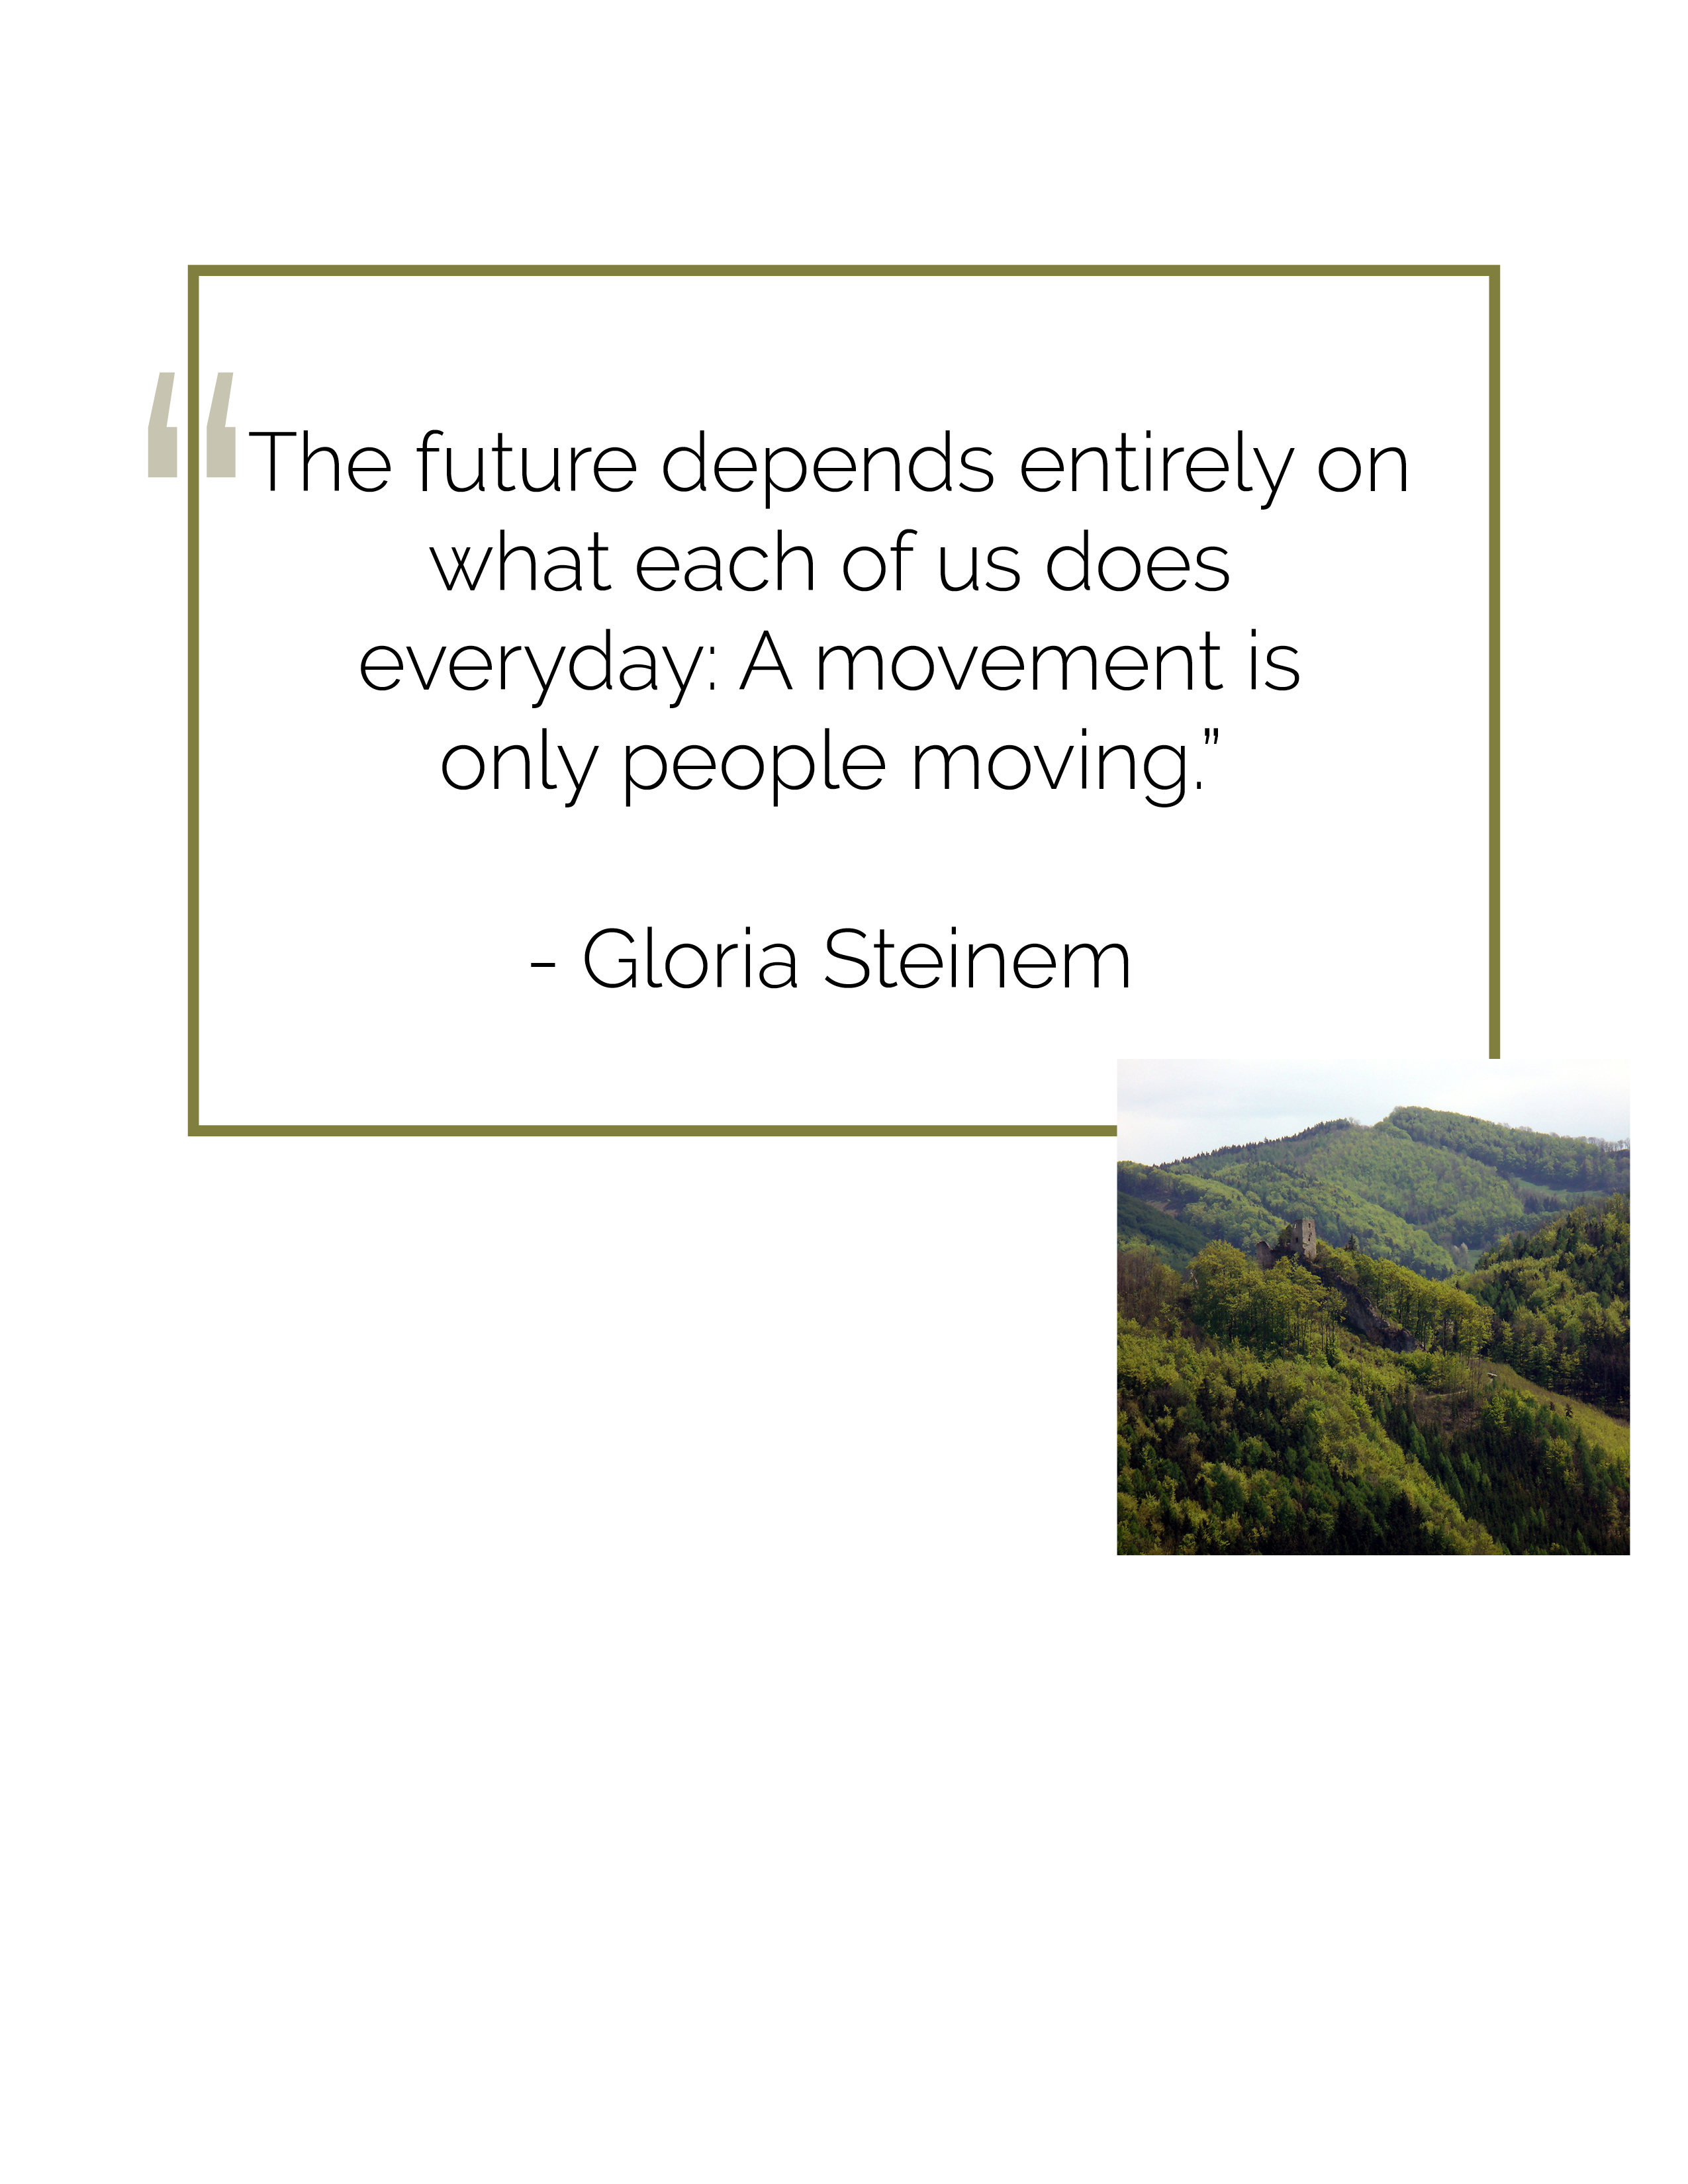 “The future depends entirely on
what each of us does
everyday: A movement is
only people moving.”
- Gloria Steinem